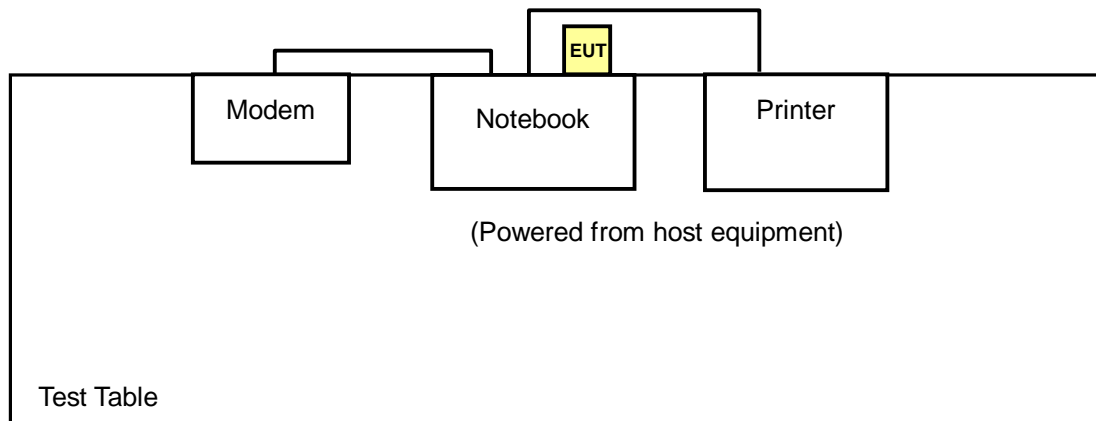 EUT
Modem
Notebook
Printer
(Powered from host equipment)
Test Table